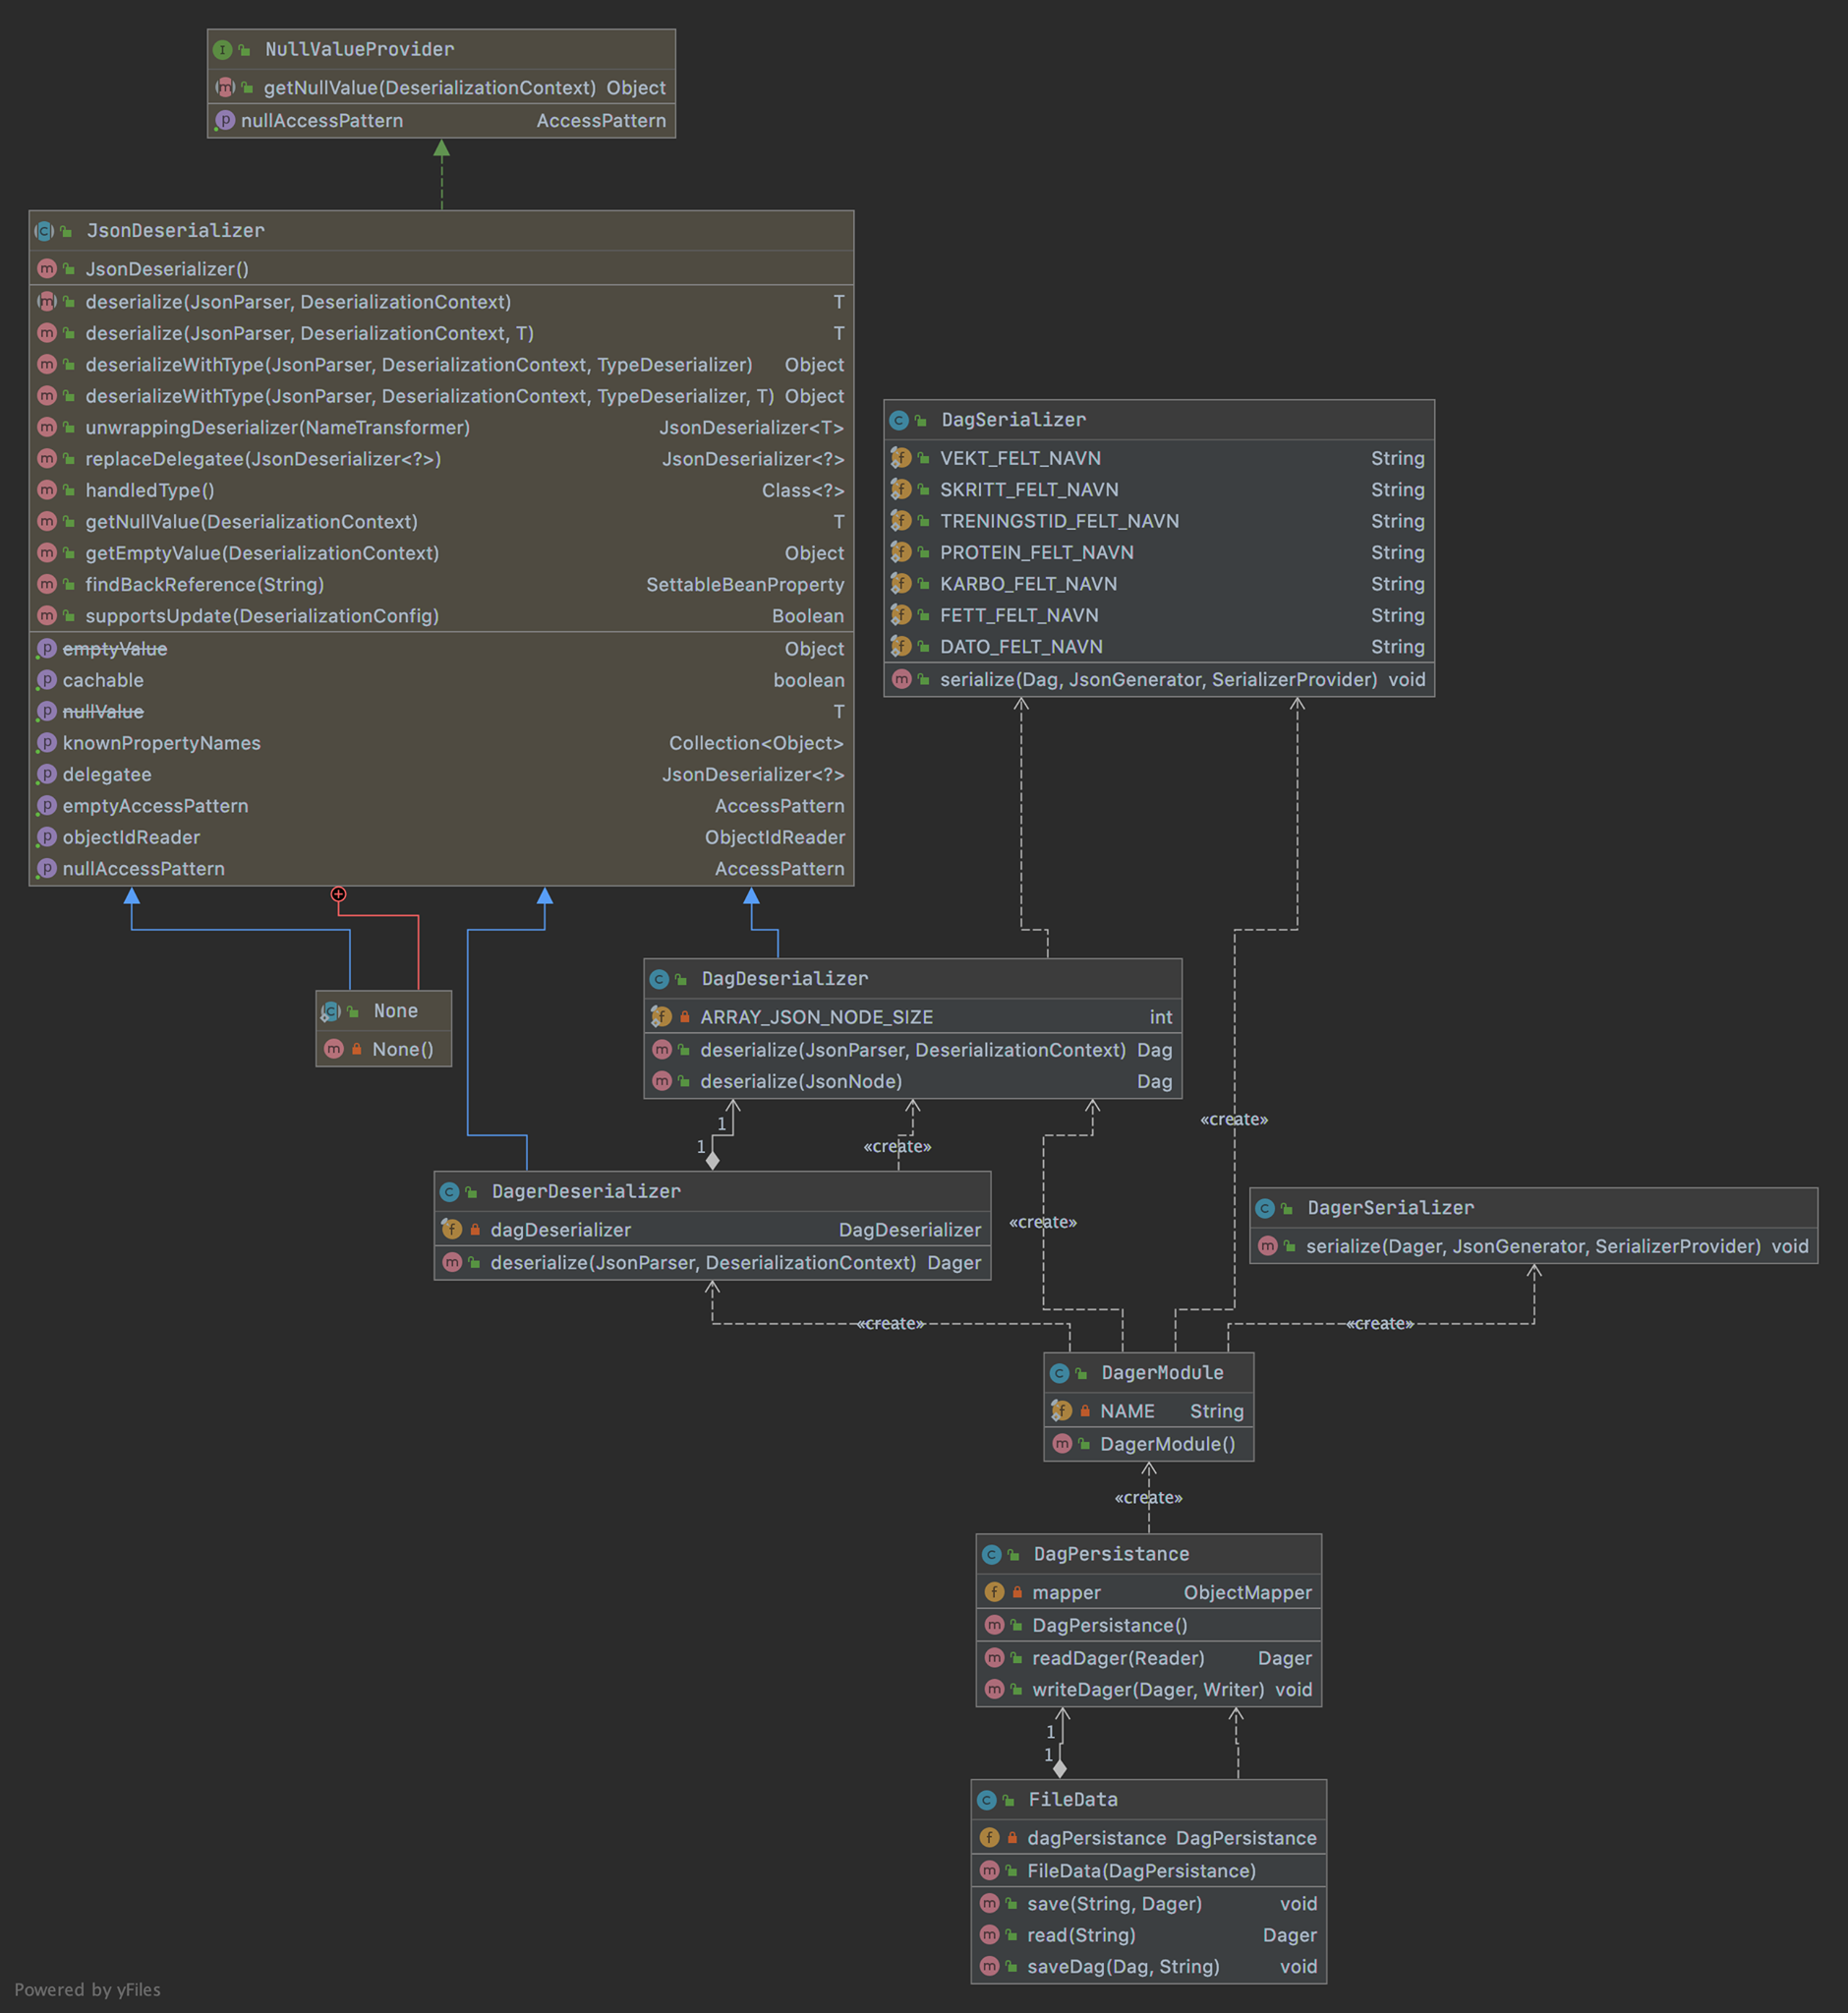 NullValueProvider
getNullValue(DeserializationContext) Object
nullAccessPattern AccessPattern
JsonDeserializer
JsonDeserializer()
deserialize(JsonParser, DeserializationContext) T
deserialize(JsonParser, DeserializationContext, T) T
deserializeWithType(JsonParser, DeserializationContext, TypeDeserializer) Object
deserializeWithType(JsonParser, DeserializationContext, TypeDeserializer, T) Object
unwrappingDeserializer(NameTransformer) JsonDeserializer<T>
replaceDelegatee(JsonDeserializer<?>) JsonDeserializer<?>
handledType() Class<?>
getNullValue(DeserializationContext) T
getEmptyValue(DeserializationContext) Object
findBackReference(String) SettableBeanProperty
supportsUpdate(DeserializationConfig) Boolean
emptyValue Object
cachable boolean
nullValue T
knownPropertyNames Collection<Object>
delegatee JsonDeserializer<?>
emptyAccessPattern AccessPattern
objectIdReader ObjectIdReader
nullAccessPattern AccessPattern
DagSerializer
VEKT_FELT_NAVN String
SKRITT_FELT_NAVN String
TRENINGSTID_FELT_NAVN String
PROTEIN_FELT_NAVN String
KARBO_FELT_NAVN String
FETT_FELT_NAVN String
DATO_FELT_NAVN String
serialize(Dag, JsonGenerator, SerializerProvider) void
None
None()
DagDeserializer
ARRAY_JSON_NODE_SIZE int
deserialize(JsonParser, DeserializationContext) Dag
deserialize(JsonNode) Dag
1
1
«create»
«create»
«create»
DagerDeserializer
dagDeserializer DagDeserializer
deserialize(JsonParser, DeserializationContext) Dager
DagerSerializer
serialize(Dager, JsonGenerator, SerializerProvider) void
«create»
«create»
DagerModule
NAME String
DagerModule()
«create»
DagPersistance
mapper ObjectMapper
DagPersistance()
readDager(Reader) Dager
writeDager(Dager, Writer) void
1
1
FileData
dagPersistance DagPersistance
FileData(DagPersistance)
save(String, Dager) void
read(String) Dager
saveDag(Dag, String) void
Powered by yFiles